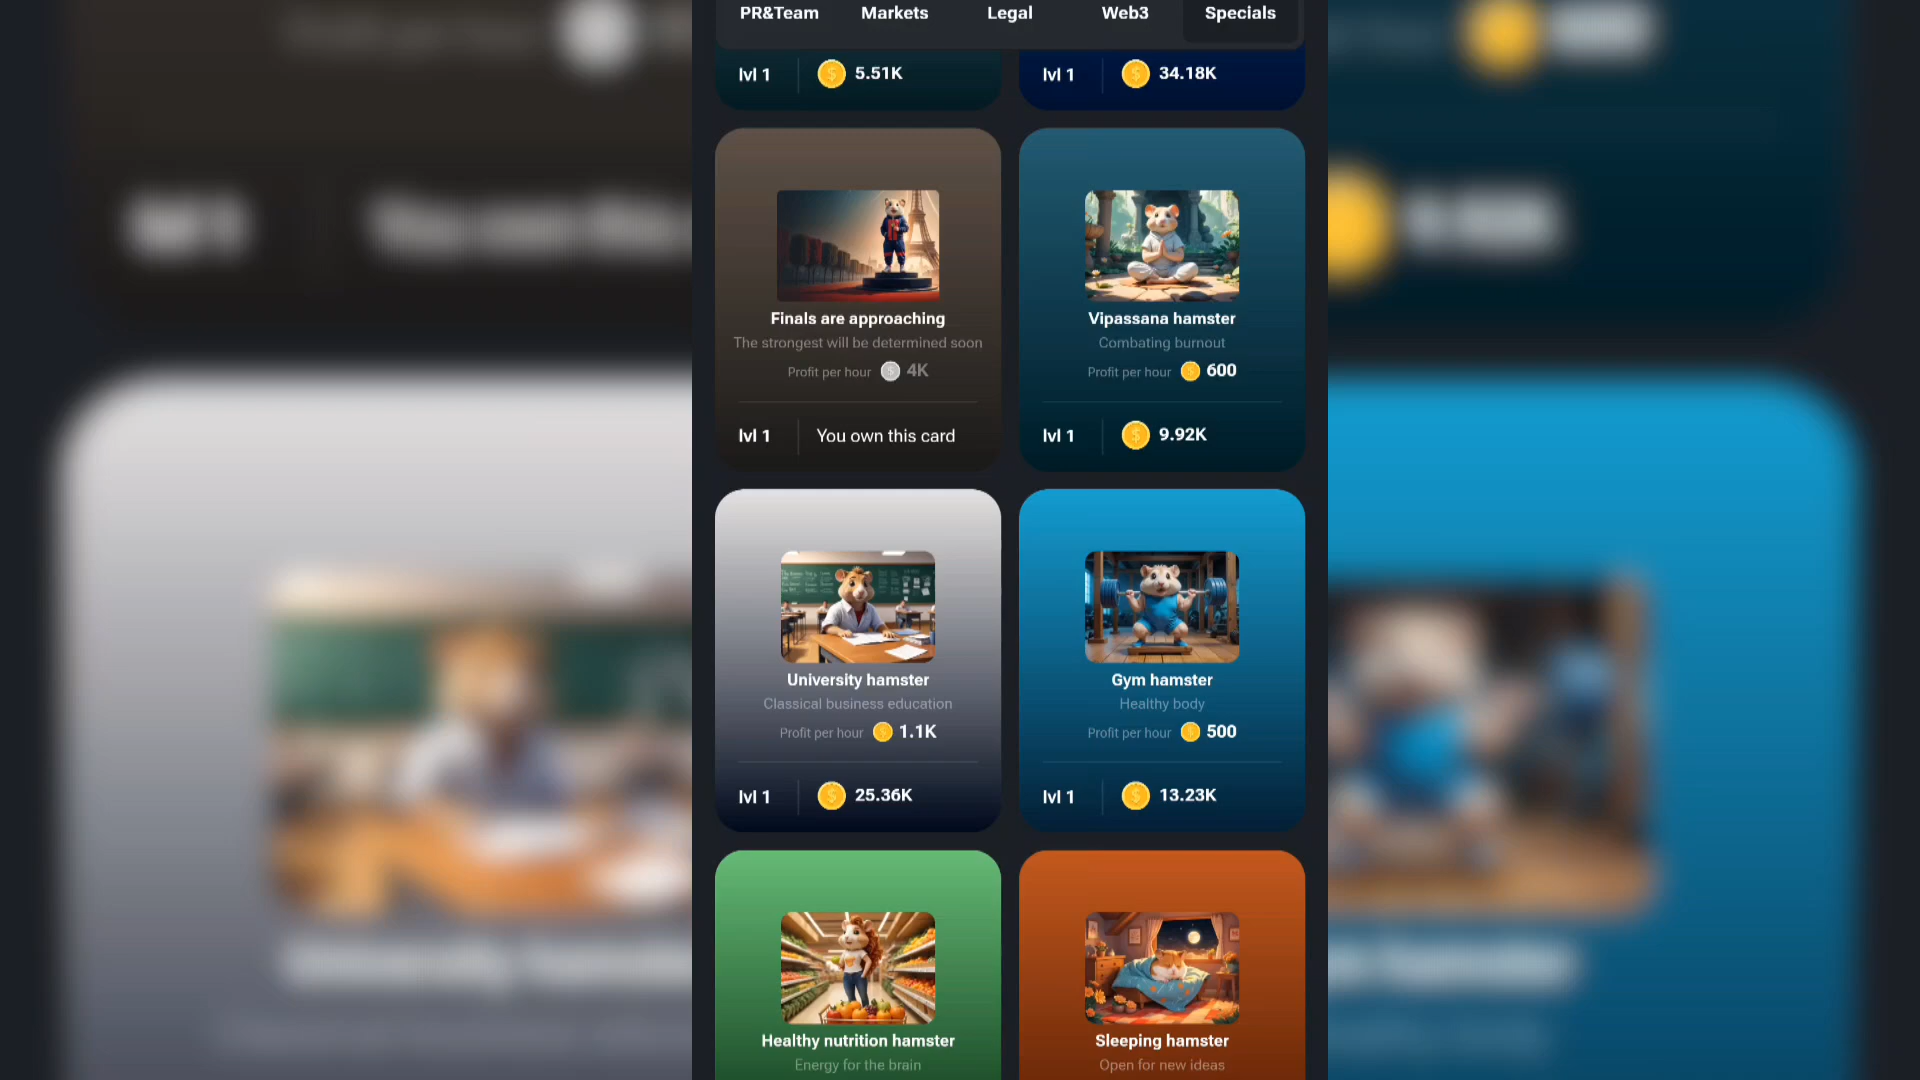 PR&Team Markets Legal Web3 Specials
lvl 1 5.51K
lvl 1 34.18K
Finals are approaching
The strongest will be determined soon
Profit per hour 4K
lvl 1 You own this card
Vipassana hamster
Combating burnout
Profit per hour 600
lvl 1 9.92K
University hamster
Classical business education
Profit per hour 1.1K
lvl 1 25.36K
Gym hamster
Healthy body
Profit per hour 500
lvl 1 13.23K
Healthy nutrition hamster
Energy for the brain
Sleeping hamster
Open for new ideas